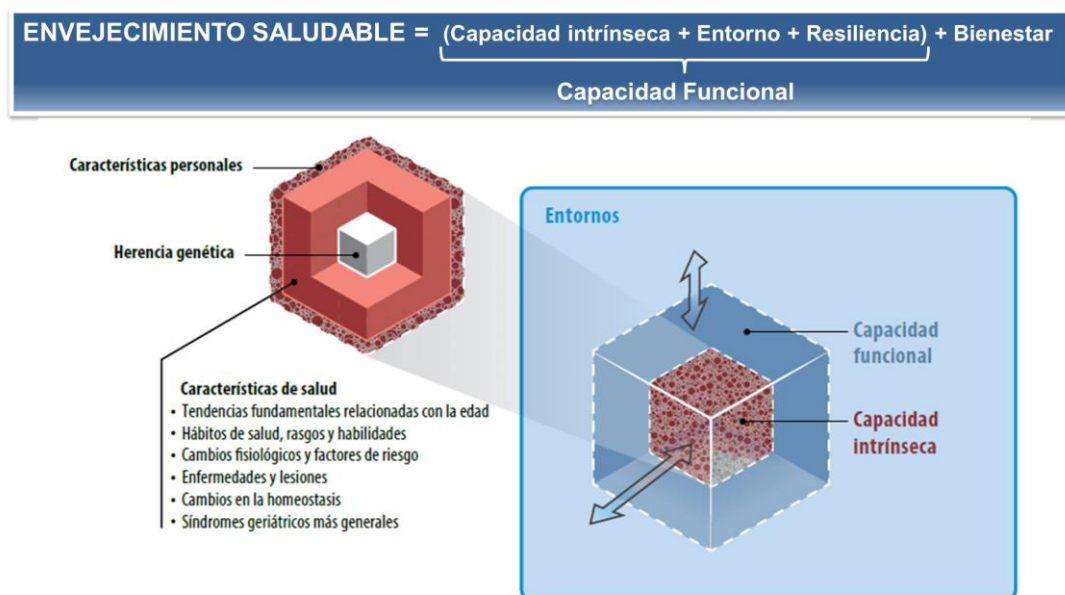 ENVEJECIMIENTO SALUDABLE = (Capacidad intrínseca + Entorno + Resiliencia) + Bienestar
Capacidad Funcional
Características personales
Herencia genética
Características de salud
• Tendencias fundamentales relacionadas con la edad
• Hábitos de salud, rasgos y habilidades
• Cambios fisiológicos y factores de riesgo
• Enfermedades y lesiones
• Cambios en la homeostasis
• Síndromes geriátricos más generales
Entornos
Capacidad
funcional
Capacidad
intrínseca